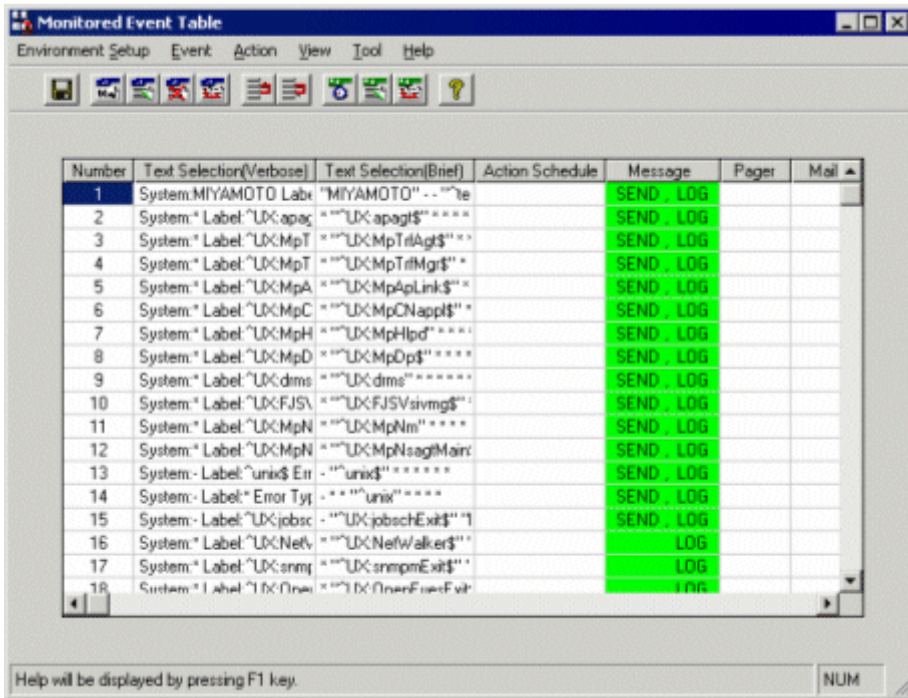 Monitored Event Table
Environment Setup Event Action View Tool Help
Number Text Selection(Verbose) Text Selection(Brief) Action Schedule Message Pager Mail
1 System:MIYAMOTO Labe "MIYAMOTO" - - "^te SEND , LOG
2 System:* Label:^UX:apag * "^UX:apagt$" * * * * SEND , LOG
3 System:* Label:^UX:MpT * "^UX:MpTrfAgt$" * SEND , LOG
4 System:* Label:^UX:MpT * "^UX:MpTrfMgr$" * SEND , LOG
5 System:* Label:^UX:MpA * "^UX:MpApLink$" * SEND , LOG
6 System:* Label:^UX:MpC * "^UX:MpCNappl$" * SEND , LOG
7 System:* Label:^UX:MpH * "^UX:MpHlpd" * * * SEND , LOG
8 System:* Label:^UX:MpD * "^UX:MpDp$" * * * * SEND , LOG
9 System:* Label:^UX:drms * "^UX:drms" * * * * * * SEND , LOG
10 System:* Label:^UX:FJS\ * "^UX:FJSVsivmg$" SEND , LOG
11 System:* Label:^UX:MpN * "^UX:MpNm" * * * * SEND , LOG
12 System:* Label:^UX:MpN * "^UX:MpNsagtMain: SEND , LOG
13 System:- Label:^unix$ Err - "^unix$" * * * * * * SEND , LOG
14 System:- Label:* Error Typ - * * "^unix" * * * * SEND , LOG
15 System:- Label:^UX:jobsc - "^UX:jobschExit$" "1 SEND , LOG
16 System:* Label:^UX:NetV * "^UX:NetWalker$" LOG
17 System:* Label:^UX:snmp * "^UX:snmpmExit$" LOG
18 System:* Label:^UX:Oper * "^UX:OpenEyesExit LOG
Help will be displayed by pressing F1 key. NUM